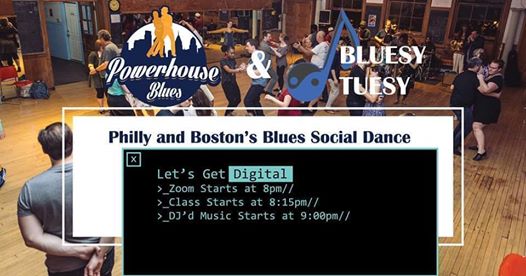 Powerhouse
Blues
&
BLUESY
TUESY
Philly and Boston's Blues Social Dance
X
Let's Get Digital
>_Zoom Starts at 8pm//
>_Class Starts at 8:15pm//
>_DJ'd Music Starts at 9:00pm//